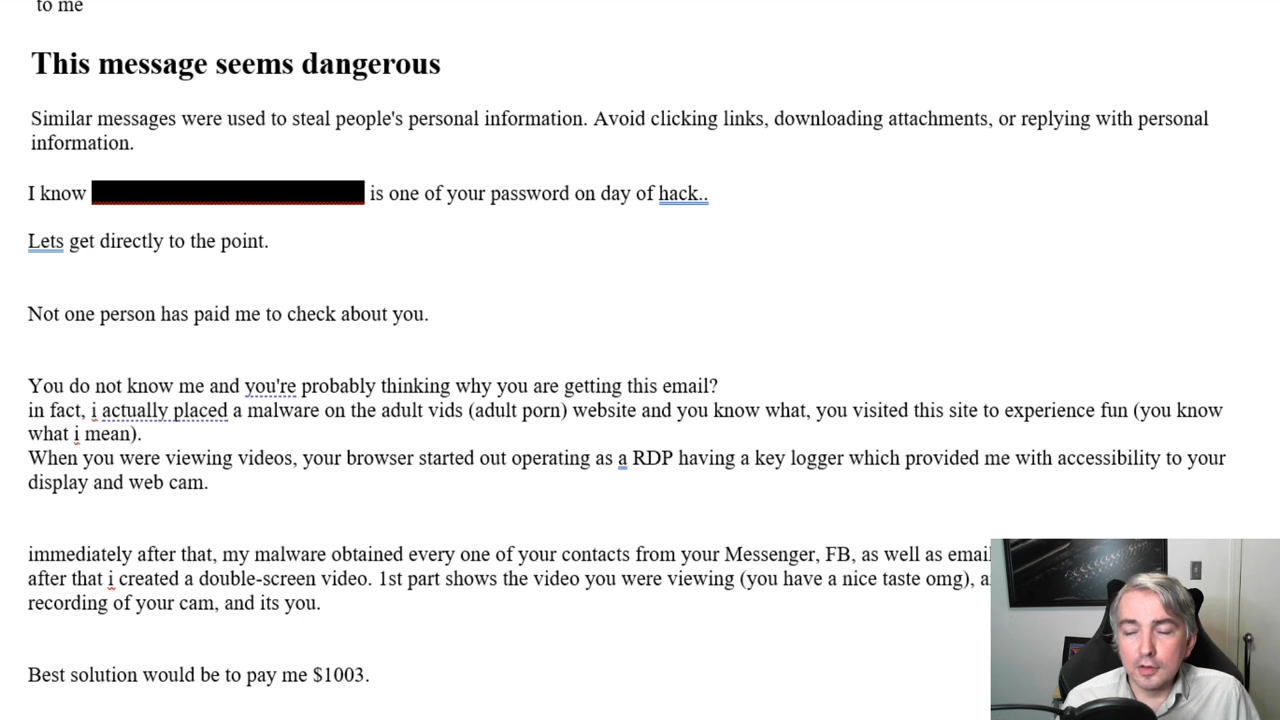 to me
This message seems dangerous
Similar messages were used to steal people's personal information. Avoid clicking links, downloading attachments, or replying with personal
information.
I know is one of your password on day of hack..
Lets get directly to the point.
Not one person has paid me to check about you.
You do not know me and you're probably thinking why you are getting this email?
in fact, i actually placed a malware on the adult vids (adult porn) website and you know what, you visited this site to experience fun (you know
what i mean).
When you were viewing videos, your browser started out operating as a RDP having a key logger which provided me with accessibility to your
display and web cam.
immediately after that, my malware obtained every one of your contacts from your Messenger, FB, as well as email
after that i created a double-screen video. 1st part shows the video you were viewing (you have a nice taste omg),
recording of your cam, and its you.
Best solution would be to pay me $1003.